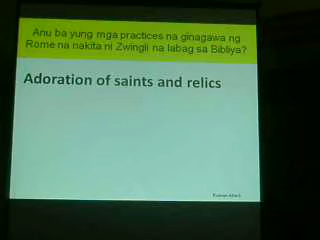 Anu ba yung mga practices na ginagawa ng
Rome na nakita ni Zwingli na labag sa Bibliya?
Adoration of saints and relics